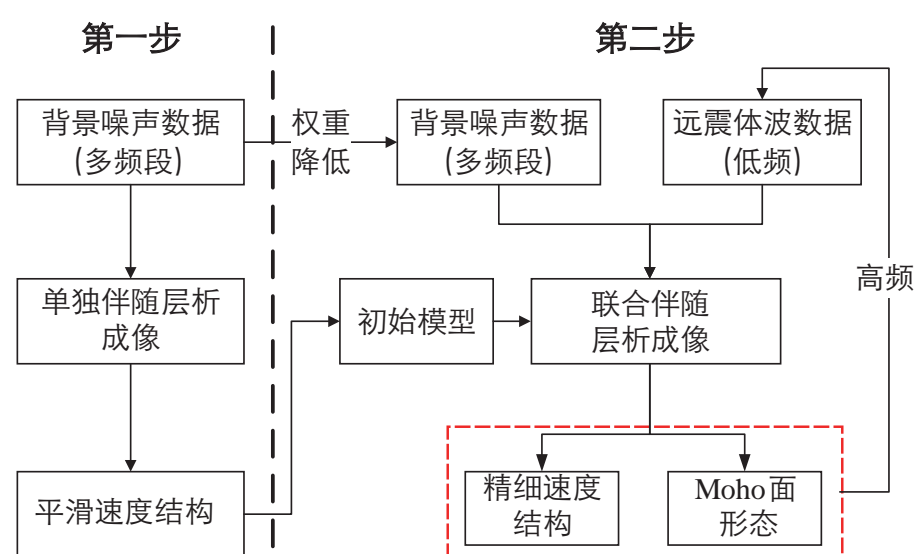 第一步
第二步
背景噪声数据
(多频段)
权重
降低
背景噪声数据
(多频段)
远震体波数据
(低频)
高频
单独伴随层析
成像
初始模型
联合伴随
层析成像
平滑速度结构
精细速度
结构
Moho面
形态